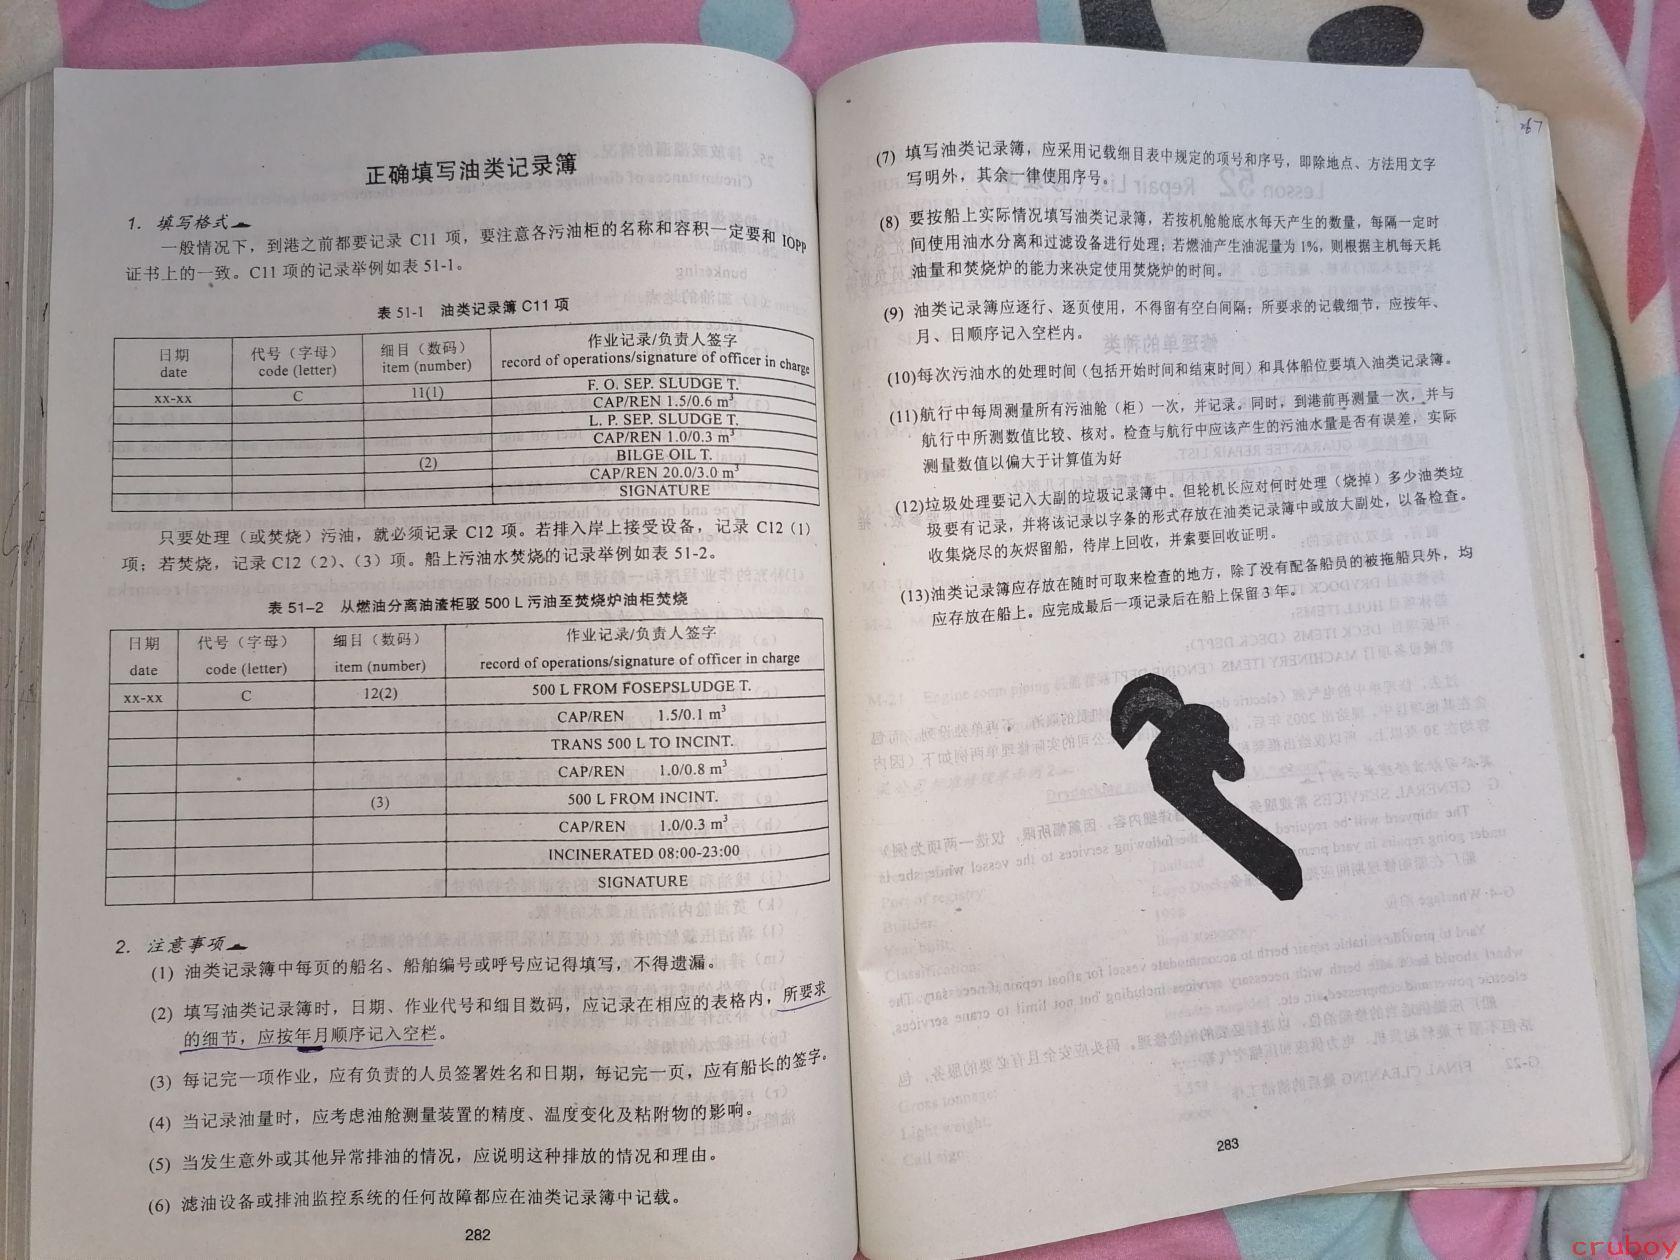 正确填写油类记录簿
1. 填写格式
一般情况下，到港之前都要记录 C11 项，要注意各污油柜的名称和容积一定要和 IOPP
证书上的一致。C11 项的记录举例如表 51-1。
表 51-1 油类记录簿 C11 项
日期 代号（字母） 细目（数码） 作业记录/负责人签字
date code (letter) item (number) record of operations/signature of officer in charge
xx-xx C 11(1) F. O. SEP. SLUDGE T.
CAP/REN 1.5/0.6 m³
L. P. SEP. SLUDGE T.
CAP/REN 1.0/0.3 m³
(2) BILGE OIL T.
CAP/REN 20.0/3.0 m³
SIGNATURE
只要处理（或焚烧）污油，就必须记录 C12 项。若排入岸上接受设备，记录 C12（1）
项；若焚烧，记录 C12（2）、（3）项。船上污油水焚烧的记录举例如表 51-2。
表 51-2 从燃油分离油渣柜驳 500 L 污油至焚烧炉油柜焚烧
日期 代号（字母） 细目（数码） 作业记录/负责人签字
date code (letter) item (number) record of operations/signature of officer in charge
xx-xx C 12(2) 500 L FROM FOSEPSLUDGE T.
CAP/REN 1.5/0.1 m³
TRANS 500 L TO INCINT.
CAP/REN 1.0/0.8 m³
(3) 500 L FROM INCINT.
CAP/REN 1.0/0.3 m³
INCINERATED 08:00-23:00
SIGNATURE
2. 注意事项
(1) 油类记录簿中每页的船名、船舶编号或呼号应记得填写，不得遗漏。
(2) 填写油类记录簿时，日期、作业代号和细目数码，应记录在相应的表格内，所要求
的细节，应按年月顺序记入空栏。
(3) 每记完一项作业，应有负责的人员签署姓名和日期，每记完一页，应有船长的签字。
(4) 当记录油量时，应考虑油舱测量装置的精度、温度变化及粘附物的影响。
(5) 当发生意外或其他异常排油的情况，应说明这种排放的情况和理由。
(6) 滤油设备或排油监控系统的任何故障都应在油类记录簿中记载。
282
267
(7) 填写油类记录簿，应采用记载细目表中规定的项号和序号，即除地点、方法用文字
写明外，其余一律使用序号。
(8) 要按船上实际情况填写油类记录簿，若按机舱舱底水每天产生的数量，每隔一定时
间使用油水分离和过滤设备进行处理；若燃油产生油泥量为 1%，则根据主机每天耗
油量和焚烧炉的能力来决定使用焚烧炉的时间。
(9) 油类记录簿应逐行、逐页使用，不得留有空白间隔；所要求的记载细节，应按年、
月、日顺序记入空栏内。
(10)每次污油水的处理时间（包括开始时间和结束时间）和具体船位要填入油类记录簿。
(11)航行中每周测量所有污油舱（柜）一次，并记录。同时，到港前再测量一次，并与
航行中所测数值比较、核对。检查与航行中应该产生的污油水量是否有误差，实际
测量数值以偏大于计算值为好
(12)垃圾处理要记入大副的垃圾记录簿中。但轮机长应对何时处理（烧掉）多少油类垃
圾要有记录，并将该记录以字条的形式存放在油类记录簿中或放大副处，以备检查。
收集烧尽的灰烬留船，待岸上回收，并索要回收证明。
(13)油类记录簿应存放在随时可取来检查的地方，除了没有配备船员的被拖船只外，均
应存放在船上。应完成最后一项记录后在船上保留 3 年。
283
cruboy